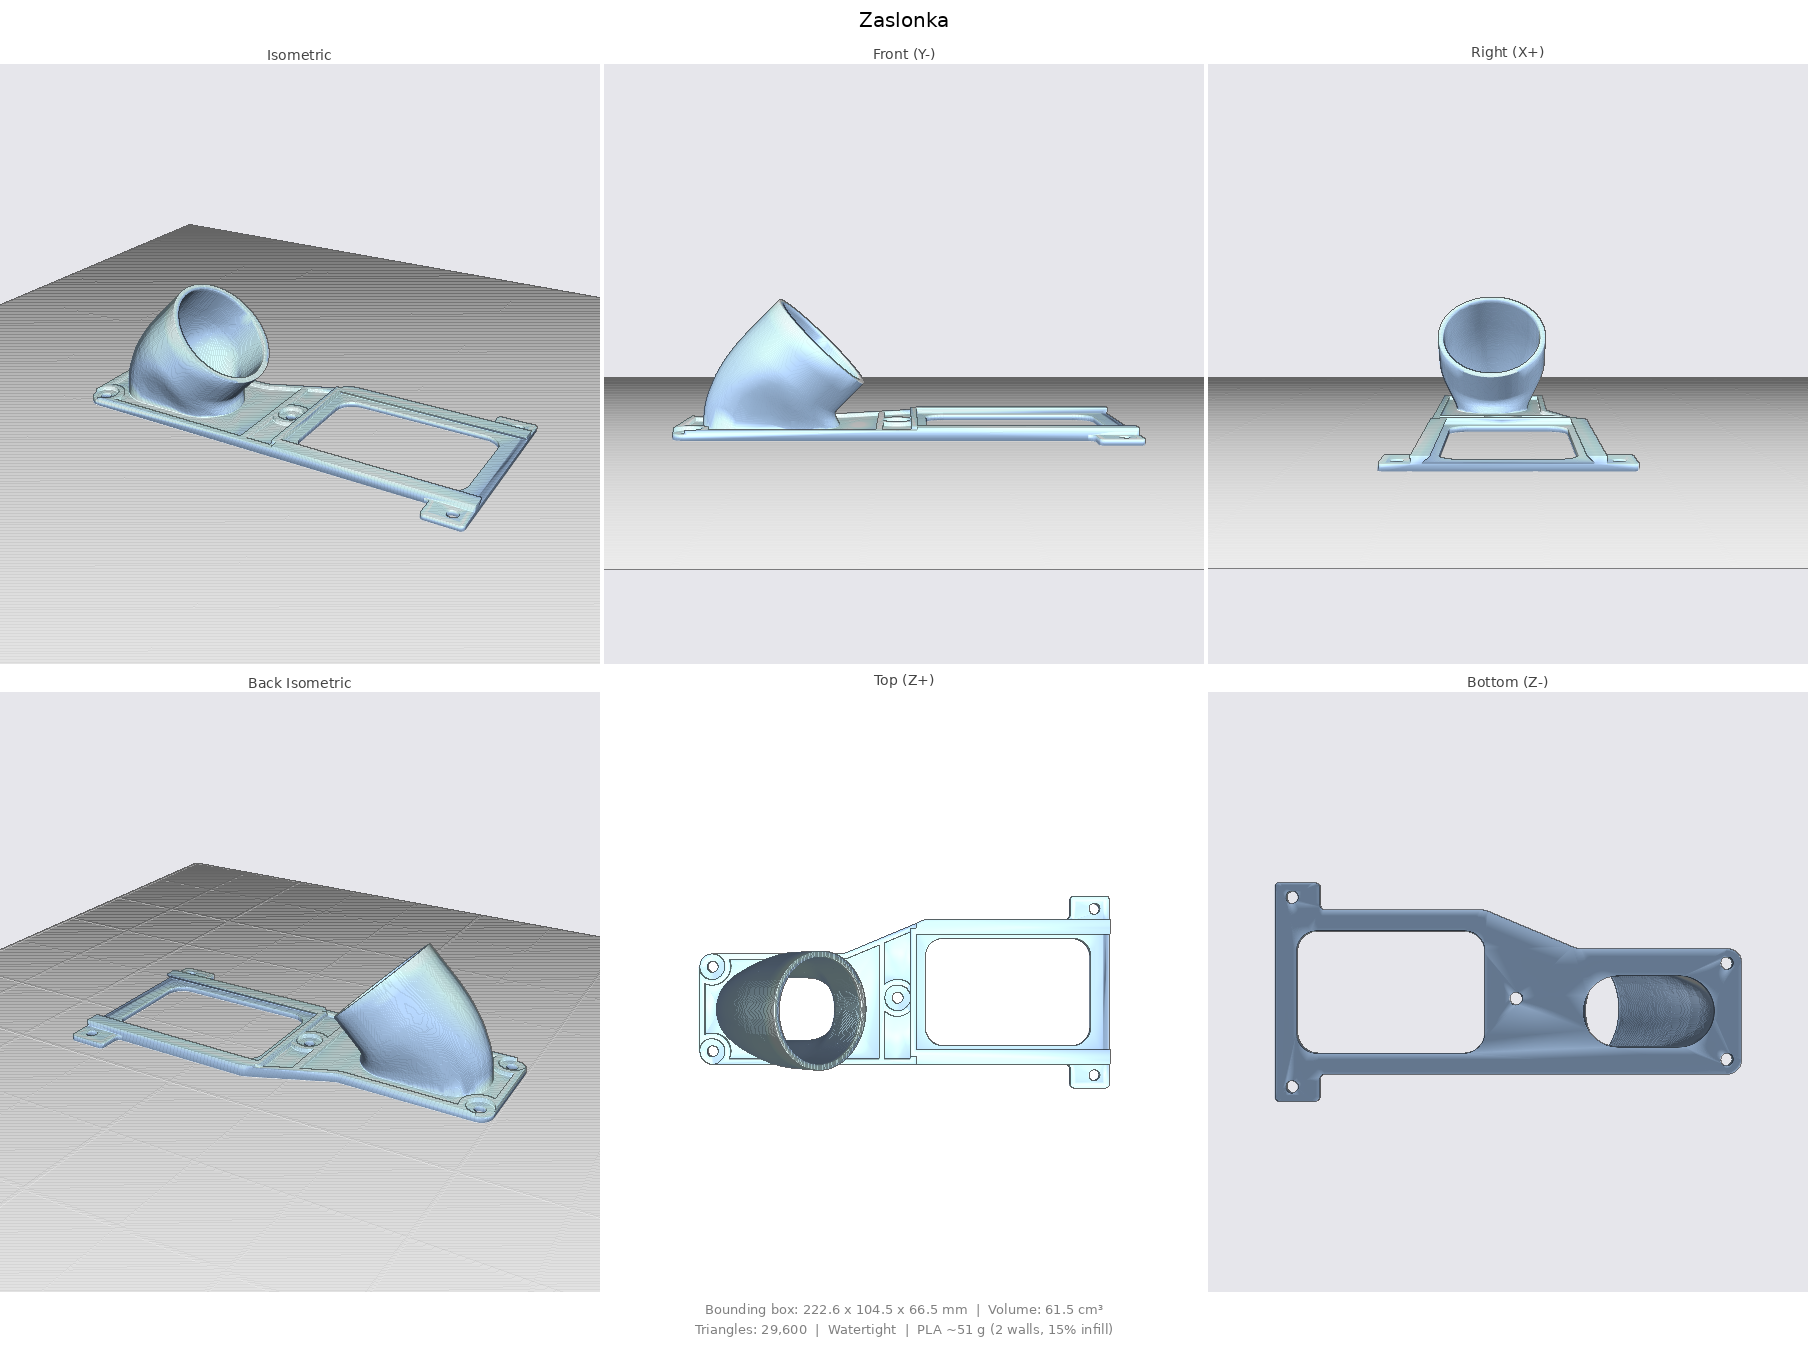 Zaslonka
Isometric
Front (Y-)
Right (X+)
Back Isometric
Top (Z+)
Bottom (Z-)
Bounding box: 222.6 x 104.5 x 66.5 mm | Volume: 61.5 cm³
Triangles: 29,600 | Watertight | PLA ~51 g (2 walls, 15% infill)